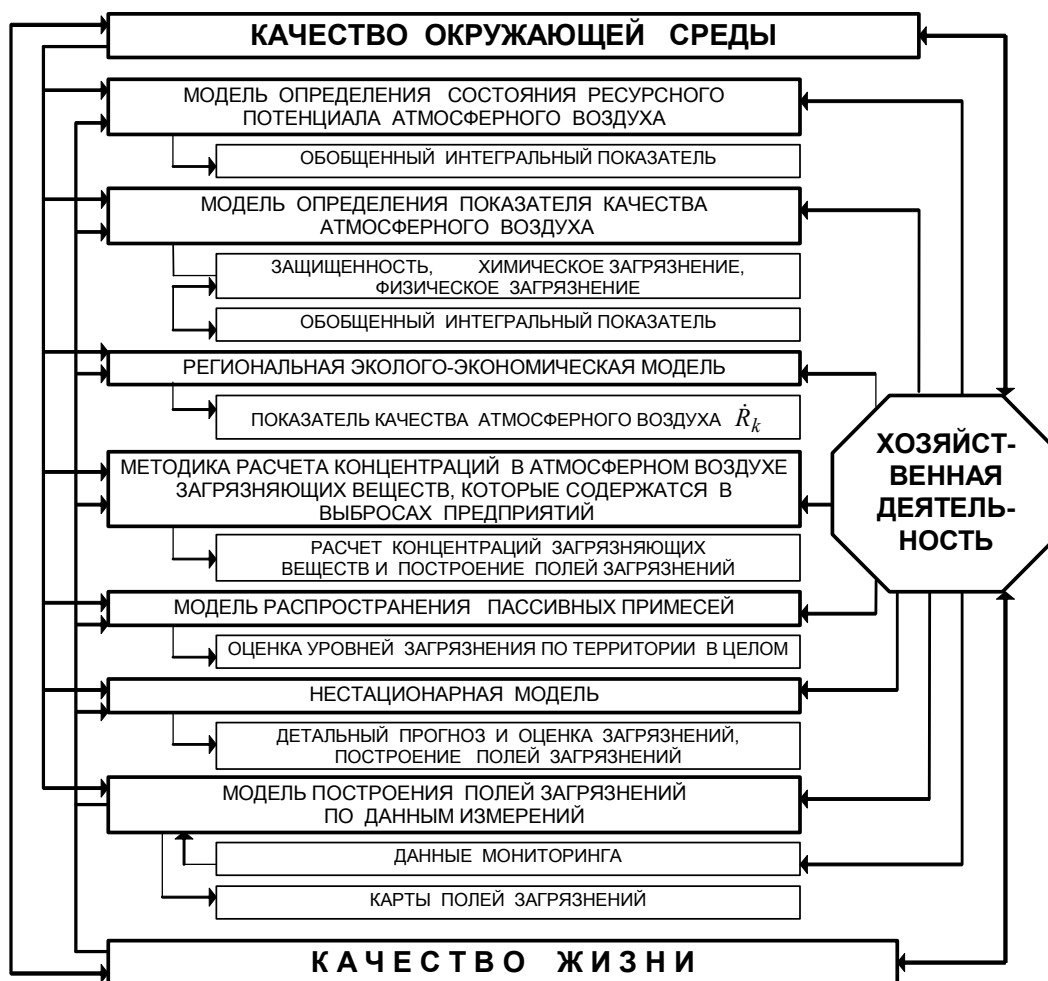 КАЧЕСТВО ОКРУЖАЮЩЕЙ СРЕДЫ
МОДЕЛЬ ОПРЕДЕЛЕНИЯ СОСТОЯНИЯ РЕСУРСНОГО
ПОТЕНЦИАЛА АТМОСФЕРНОГО ВОЗДУХА
ОБОБЩЕННЫЙ ИНТЕГРАЛЬНЫЙ ПОКАЗАТЕЛЬ
МОДЕЛЬ ОПРЕДЕЛЕНИЯ ПОКАЗАТЕЛЯ КАЧЕСТВА
АТМОСФЕРНОГО ВОЗДУХА
ЗАЩИЩЕННОСТЬ, ХИМИЧЕСКОЕ ЗАГРЯЗНЕНИЕ,
ФИЗИЧЕСКОЕ ЗАГРЯЗНЕНИЕ
ОБОБЩЕННЫЙ ИНТЕГРАЛЬНЫЙ ПОКАЗАТЕЛЬ
РЕГИОНАЛЬНАЯ ЭКОЛОГО-ЭКОНОМИЧЕСКАЯ МОДЕЛЬ
ПОКАЗАТЕЛЬ КАЧЕСТВА АТМОСФЕРНОГО ВОЗДУХА Ṙk
МЕТОДИКА РАСЧЕТА КОНЦЕНТРАЦИЙ В АТМОСФЕРНОМ ВОЗДУХЕ
ЗАГРЯЗНЯЮЩИХ ВЕЩЕСТВ, КОТОРЫЕ СОДЕРЖАТСЯ В
ВЫБРОСАХ ПРЕДПРИЯТИЙ
РАСЧЕТ КОНЦЕНТРАЦИЙ ЗАГРЯЗНЯЮЩИХ
ВЕЩЕСТВ И ПОСТРОЕНИЕ ПОЛЕЙ ЗАГРЯЗНЕНИЙ
МОДЕЛЬ РАСПРОСТРАНЕНИЯ ПАССИВНЫХ ПРИМЕСЕЙ
ОЦЕНКА УРОВНЕЙ ЗАГРЯЗНЕНИЯ ПО ТЕРРИТОРИИ В ЦЕЛОМ
НЕСТАЦИОНАРНАЯ МОДЕЛЬ
ДЕТАЛЬНЫЙ ПРОГНОЗ И ОЦЕНКА ЗАГРЯЗНЕНИЙ,
ПОСТРОЕНИЕ ПОЛЕЙ ЗАГРЯЗНЕНИЙ
МОДЕЛЬ ПОСТРОЕНИЯ ПОЛЕЙ ЗАГРЯЗНЕНИЙ
ПО ДАННЫМ ИЗМЕРЕНИЙ
ДАННЫЕ МОНИТОРИНГА
КАРТЫ ПОЛЕЙ ЗАГРЯЗНЕНИЙ
КАЧЕСТВО ЖИЗНИ
ХОЗЯЙСТ-
ВЕННАЯ
ДЕЯТЕЛЬ-
НОСТЬ